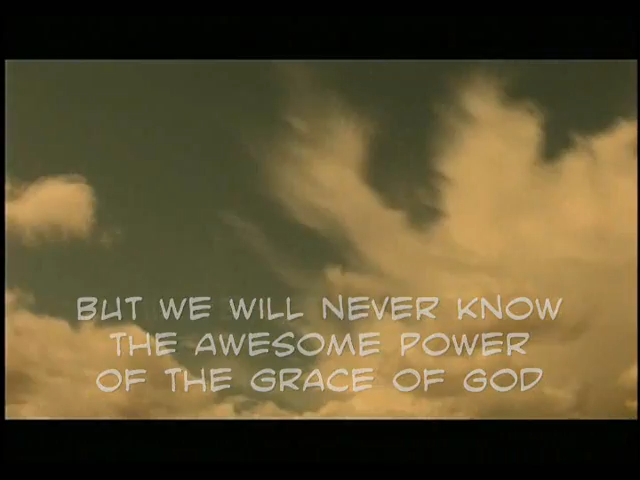 BUT WE WILL NEVER KNOW
THE AWESOME POWER
OF THE GRACE OF GOD